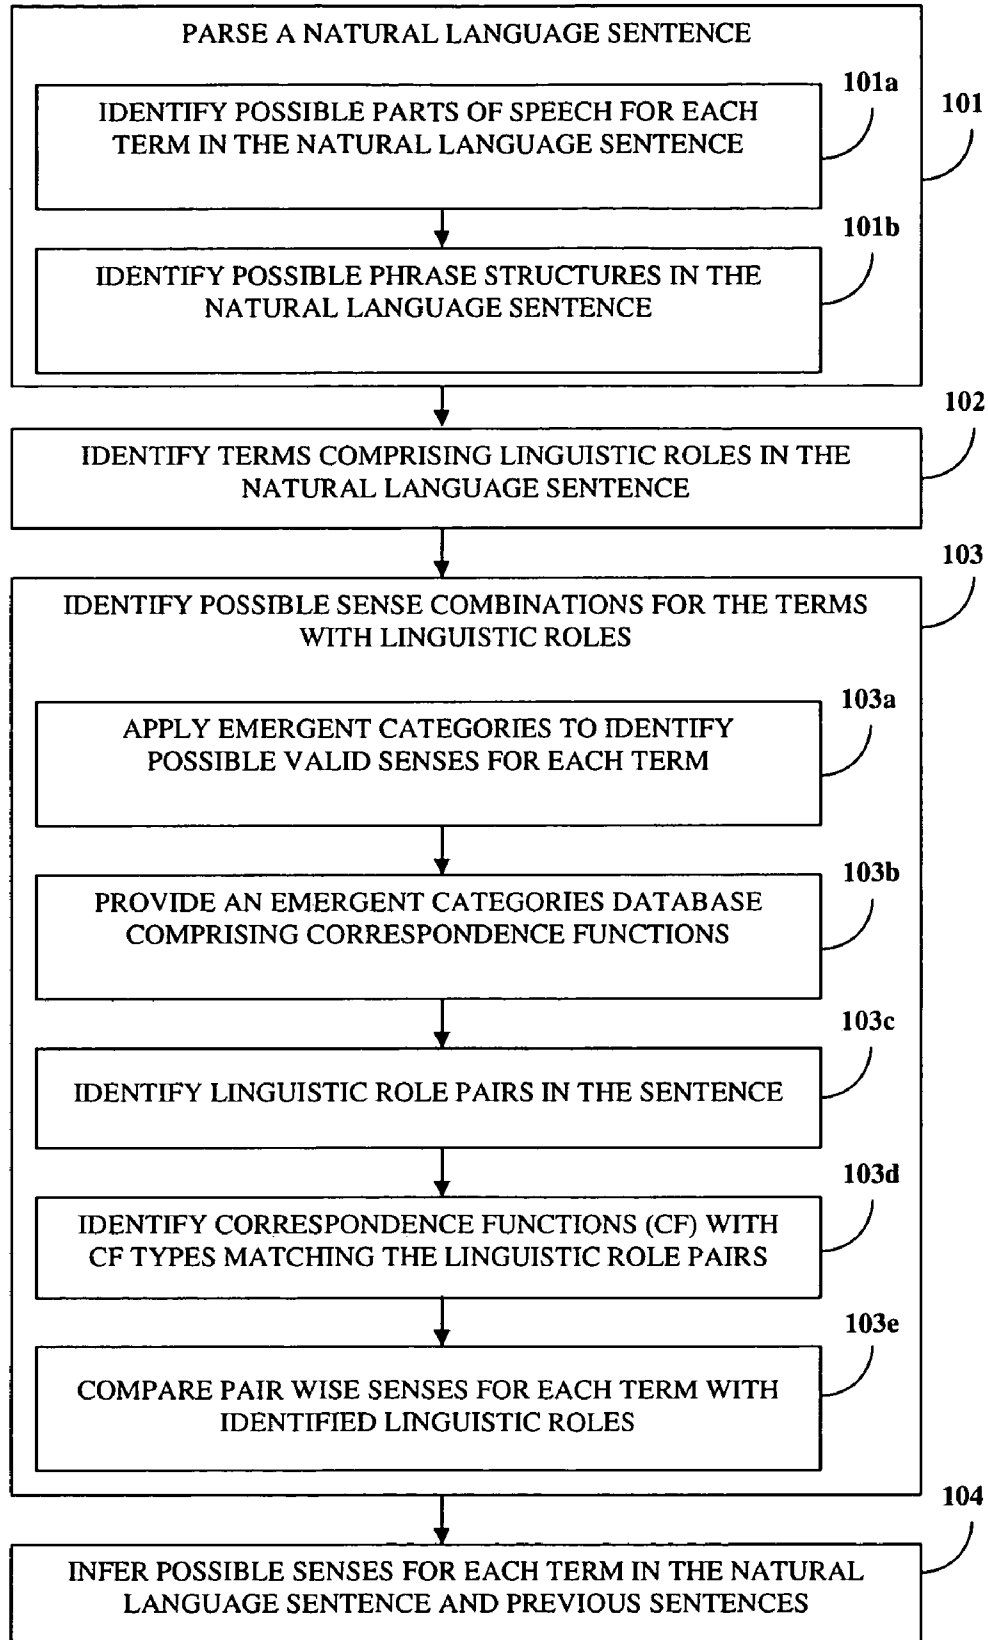 PARSE A NATURAL LANGUAGE SENTENCE
101a
101
IDENTIFY POSSIBLE PARTS OF SPEECH FOR EACH
TERM IN THE NATURAL LANGUAGE SENTENCE
101b
IDENTIFY POSSIBLE PHRASE STRUCTURES IN THE
NATURAL LANGUAGE SENTENCE
102
IDENTIFY TERMS COMPRISING LINGUISTIC ROLES IN THE
NATURAL LANGUAGE SENTENCE
103
IDENTIFY POSSIBLE SENSE COMBINATIONS FOR THE TERMS
WITH LINGUISTIC ROLES
103a
APPLY EMERGENT CATEGORIES TO IDENTIFY
POSSIBLE VALID SENSES FOR EACH TERM
103b
PROVIDE AN EMERGENT CATEGORIES DATABASE
COMPRISING CORRESPONDENCE FUNCTIONS
103c
IDENTIFY LINGUISTIC ROLE PAIRS IN THE SENTENCE
103d
IDENTIFY CORRESPONDENCE FUNCTIONS (CF) WITH
CF TYPES MATCHING THE LINGUISTIC ROLE PAIRS
103e
COMPARE PAIR WISE SENSES FOR EACH TERM WITH
IDENTIFIED LINGUISTIC ROLES
104
INFER POSSIBLE SENSES FOR EACH TERM IN THE NATURAL
LANGUAGE SENTENCE AND PREVIOUS SENTENCES